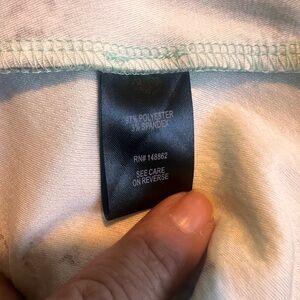 97% POLYESTER
3% SPANDEX
RN# 148862
SEE CARE
ON REVERSE